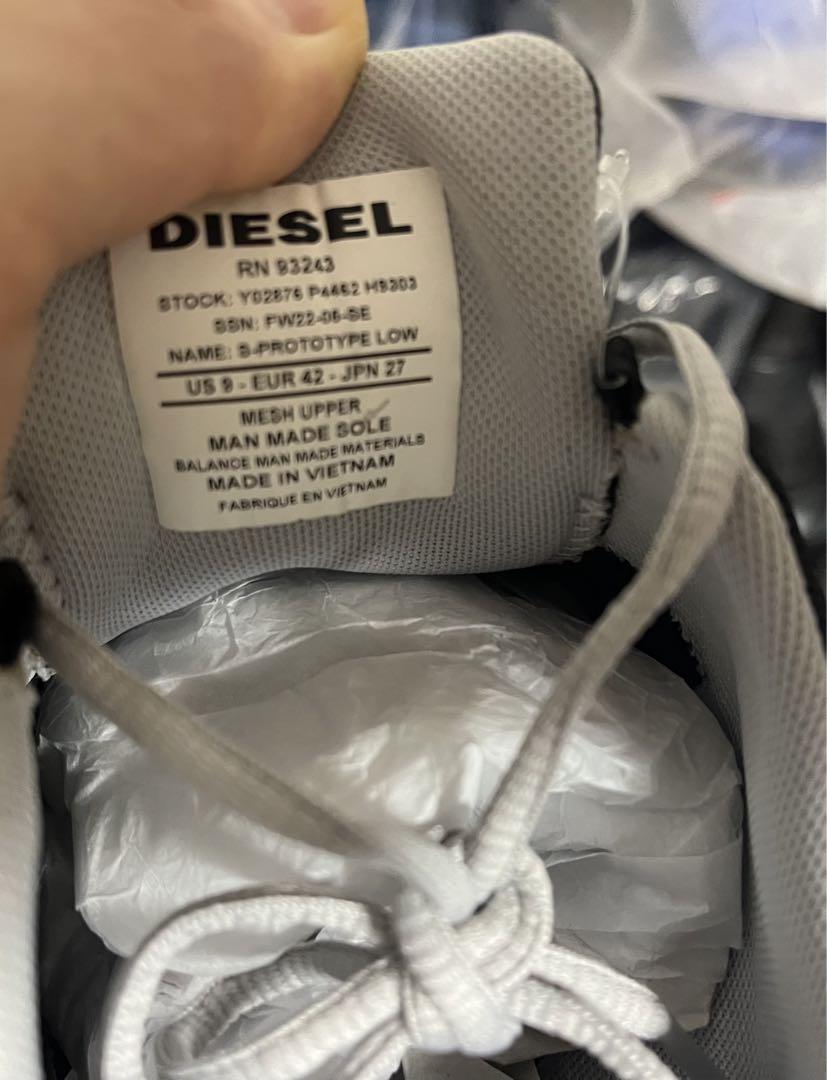 DIESEL
RN 93243
STOCK: Y02876 P4462 H9303
SSN: FW22-06-SE
NAME: S-PROTOTYPE LOW
US 9 - EUR 42 - JPN 27
MESH UPPER
MAN MADE SOLE
BALANCE MAN MADE MATERIALS
MADE IN VIETNAM
FABRIQUE EN VIETNAM